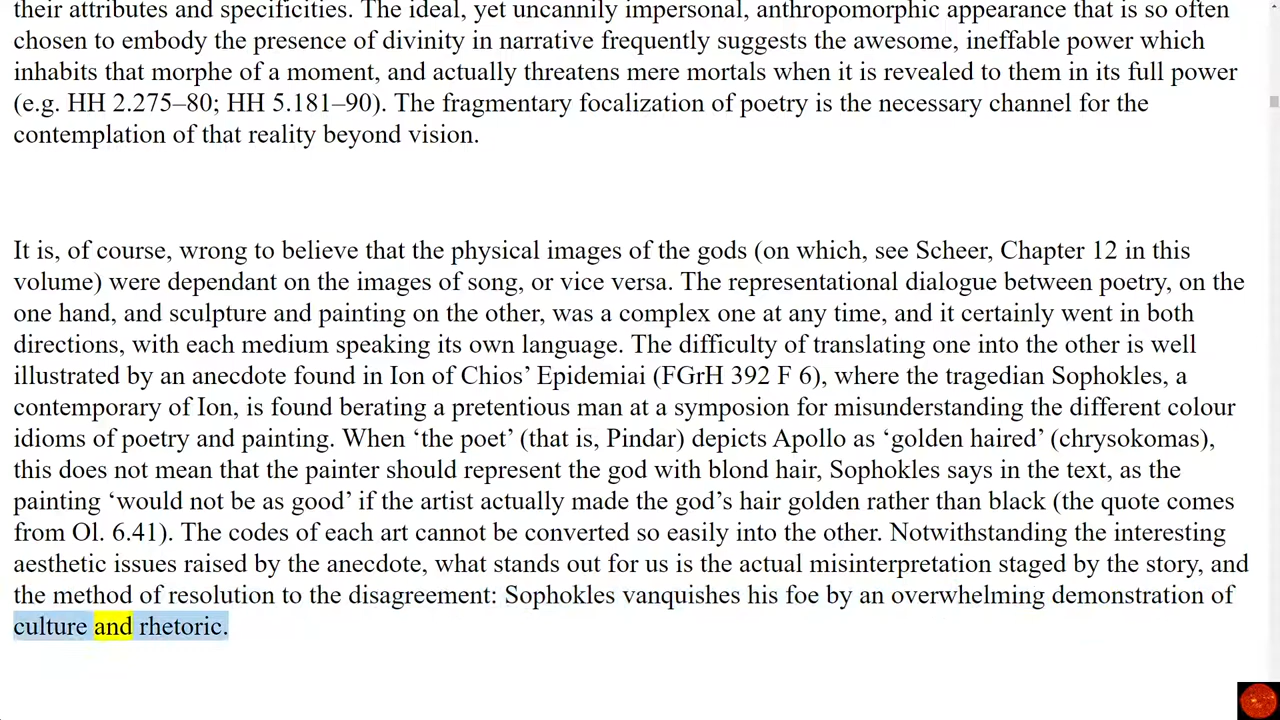 their attributes and specificities. The ideal, yet uncannily impersonal, anthropomorphic appearance that is so often
chosen to embody the presence of divinity in narrative frequently suggests the awesome, ineffable power which
inhabits that morphe of a moment, and actually threatens mere mortals when it is revealed to them in its full power
(e.g. HH 2.275–80; HH 5.181–90). The fragmentary focalization of poetry is the necessary channel for the
contemplation of that reality beyond vision.
It is, of course, wrong to believe that the physical images of the gods (on which, see Scheer, Chapter 12 in this
volume) were dependant on the images of song, or vice versa. The representational dialogue between poetry, on the
one hand, and sculpture and painting on the other, was a complex one at any time, and it certainly went in both
directions, with each medium speaking its own language. The difficulty of translating one into the other is well
illustrated by an anecdote found in Ion of Chios’ Epidemiai (FGrH 392 F 6), where the tragedian Sophokles, a
contemporary of Ion, is found berating a pretentious man at a symposion for misunderstanding the different colour
idioms of poetry and painting. When ‘the poet’ (that is, Pindar) depicts Apollo as ‘golden haired’ (chrysokomas),
this does not mean that the painter should represent the god with blond hair, Sophokles says in the text, as the
painting ‘would not be as good’ if the artist actually made the god’s hair golden rather than black (the quote comes
from Ol. 6.41). The codes of each art cannot be converted so easily into the other. Notwithstanding the interesting
aesthetic issues raised by the anecdote, what stands out for us is the actual misinterpretation staged by the story, and
the method of resolution to the disagreement: Sophokles vanquishes his foe by an overwhelming demonstration of
culture and rhetoric.